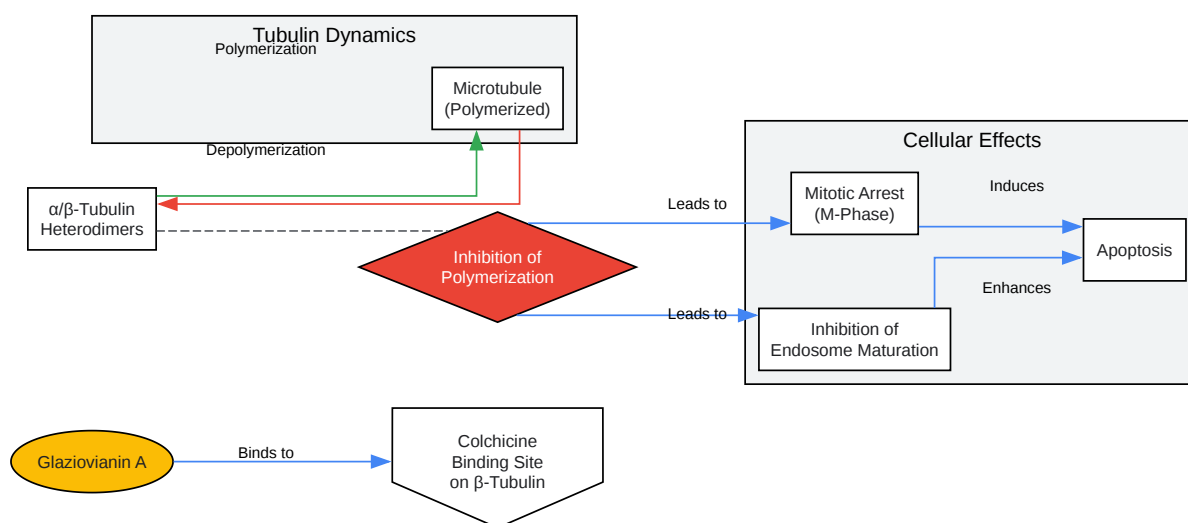 Tubulin Dynamics
Polymerization
Microtubule
(Polymerized)
Depolymerization
α/β-Tubulin
Heterodimers
Inhibition of
Polymerization
Leads to
Leads to
Cellular Effects
Mitotic Arrest
(M-Phase)
Induces
Apoptosis
Enhances
Inhibition of
Endosome Maturation
Glaziovianin A
Binds to
Colchicine
Binding Site
on β-Tubulin